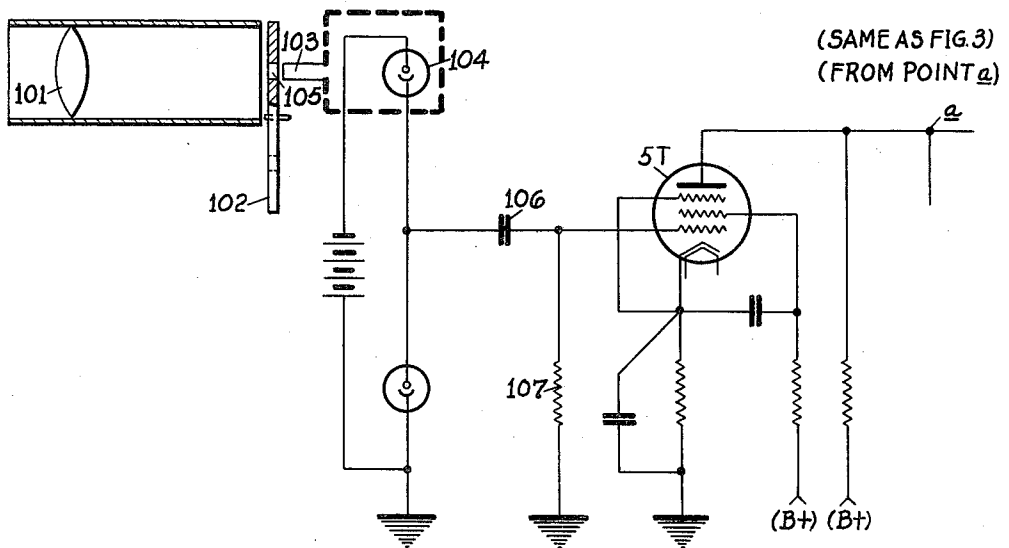 (SAME AS FIG.3)
(FROM POINT a)
103
104
105
101
a
5T
102
106
107
(B+) (B+)